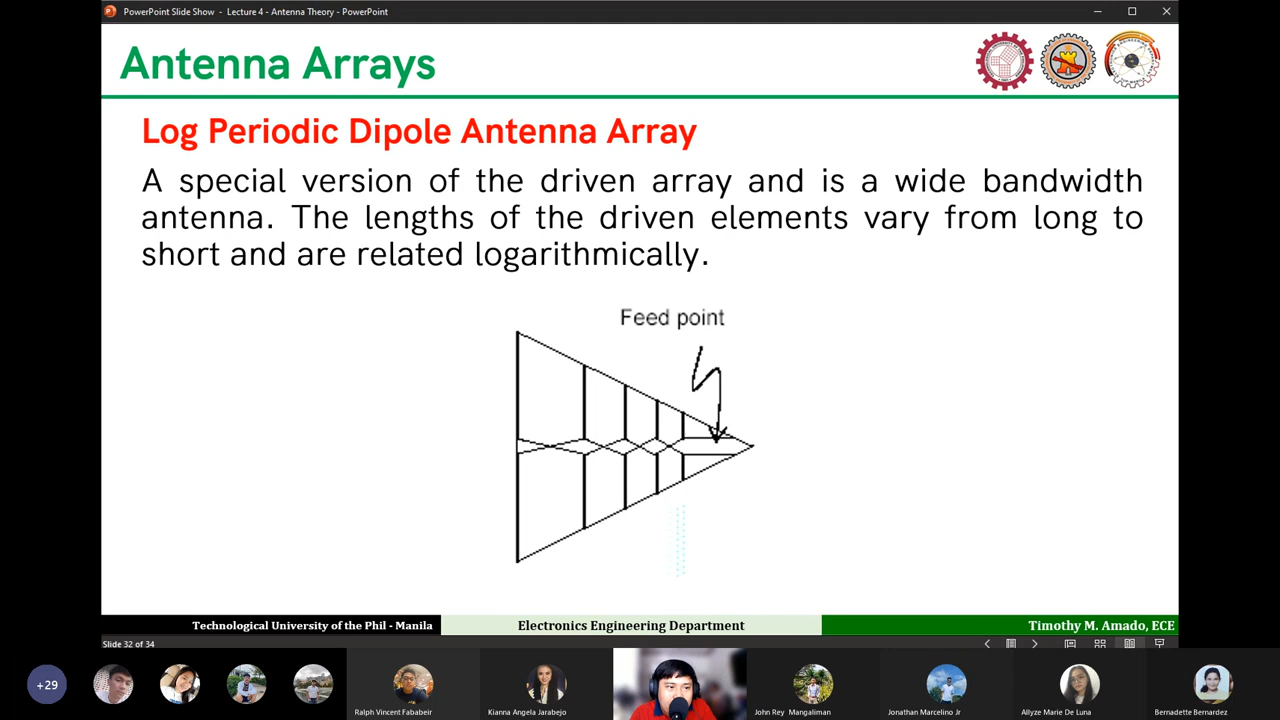 PowerPoint Slide Show - Lecture 4 - Antenna Theory - PowerPoint
Antenna Arrays
Log Periodic Dipole Antenna Array
A special version of the driven array and is a wide bandwidth
antenna. The lengths of the driven elements vary from long to
short and are related logarithmically.
Feed point
Technological University of the Phil - Manila
Electronics Engineering Department
Timothy M. Amado, ECE
Slide 32 of 34
+29
Ralph Vincent Fababeir
Kianna Angela Jarabejo
John Rey Mangaliman
Jonathan Marcelino Jr
Allyze Marie De Luna
Bernadette Bernardez